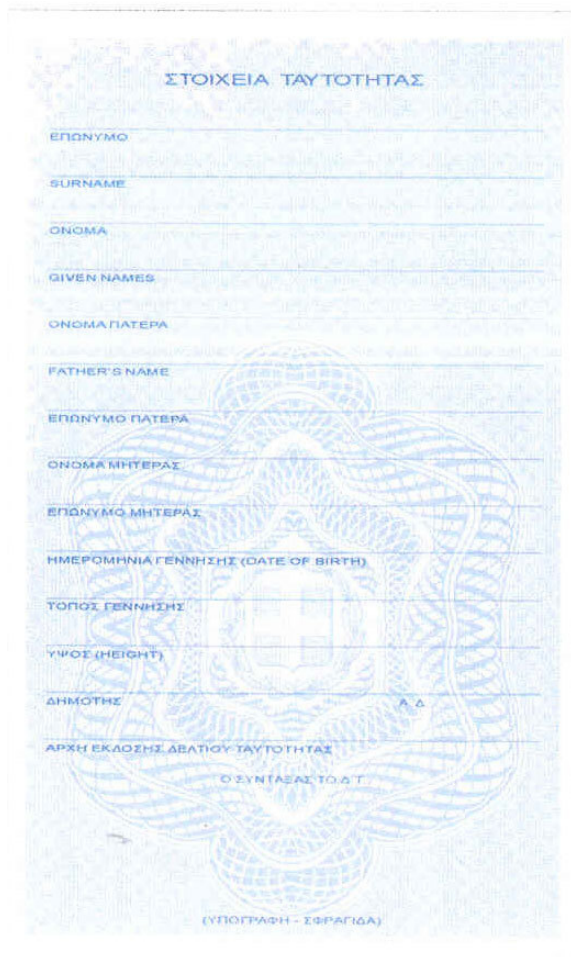 ΣΤΟΙΧΕΙΑ ΤΑΥΤΟΤΗΤΑΣ
ΕΠΩΝΥΜΟ
SURNAME
ΟΝΟΜΑ
GIVEN NAMES
ΟΝΟΜΑ ΠΑΤΕΡΑ
FATHER'S NAME
ΕΠΩΝΥΜΟ ΠΑΤΕΡΑ
ΟΝΟΜΑ ΜΗΤΕΡΑΣ
ΕΠΩΝΥΜΟ ΜΗΤΕΡΑΣ
ΗΜΕΡΟΜΗΝΙΑ ΓΕΝΝΗΣΗΣ (DATE OF BIRTH)
ΤΟΠΟΣ ΓΕΝΝΗΣΗΣ
ΥΨΟΣ (HEIGHT)
ΔΗΜΟΤΗΣ Α.Δ.
ΑΡΧΗ ΕΚΔΟΣΗΣ ΔΕΛΤΙΟΥ ΤΑΥΤΟΤΗΤΑΣ
Ο ΣΥΝΤΑΞΑΣ ΤΟ Δ.Τ.
(ΥΠΟΓΡΑΦΗ - ΣΦΡΑΓΙΔΑ)